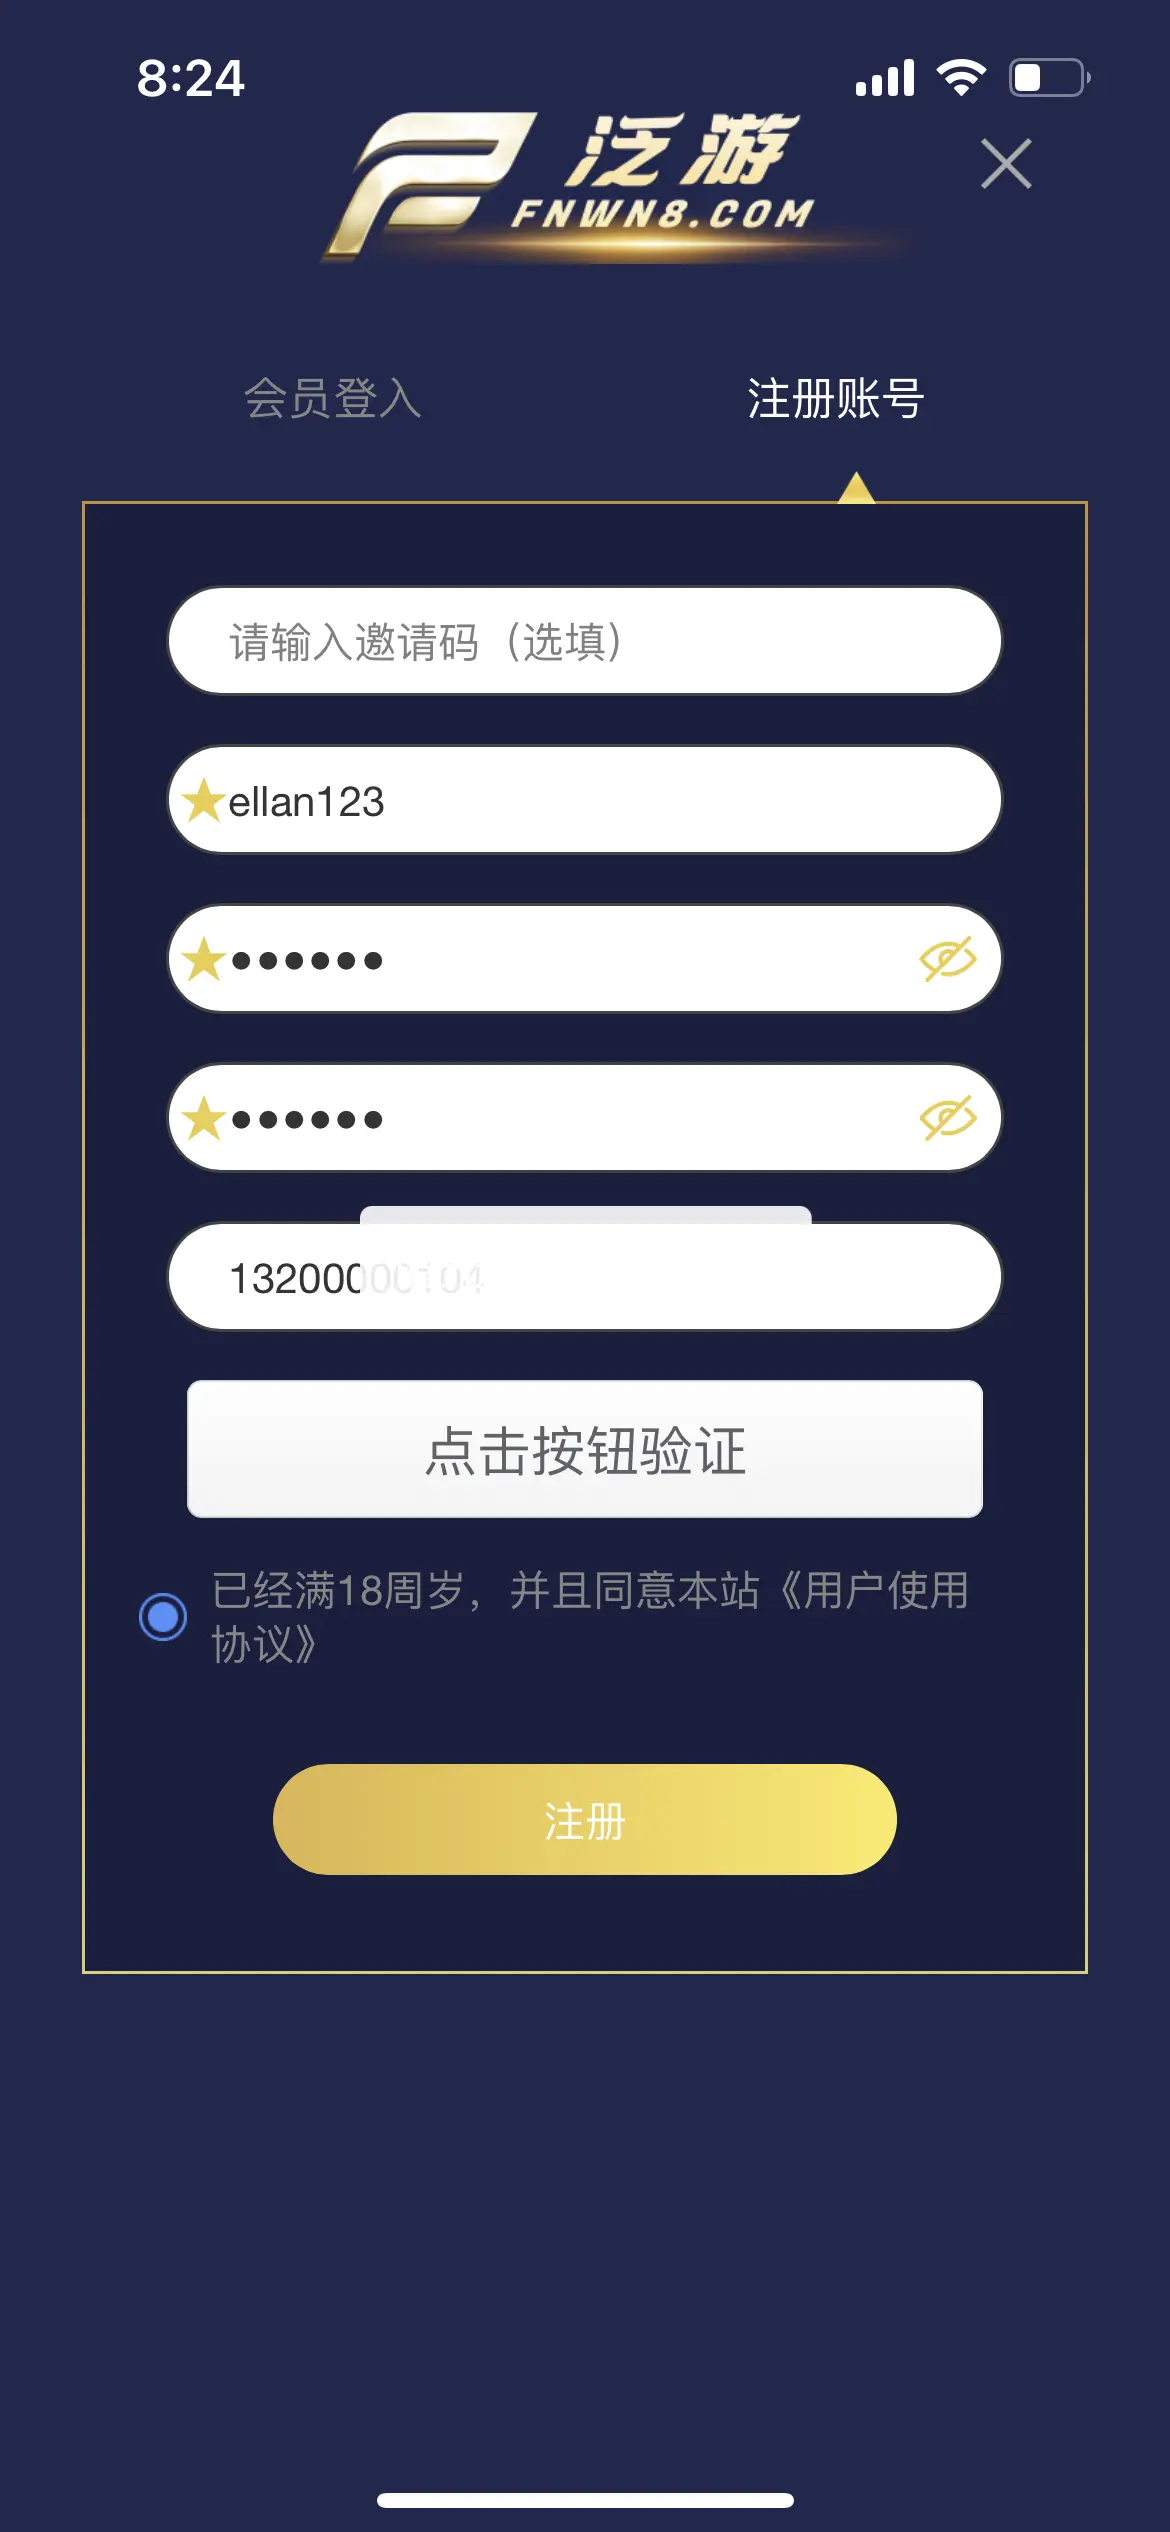 8:24
泛游
FNWN8.COM
会员登入
注册账号
请输入邀请码（选填）
ellan123
●●●●●●
●●●●●●
13200000104
点击按钮验证
已经满18周岁，并且同意本站《用户使用
协议》
注册